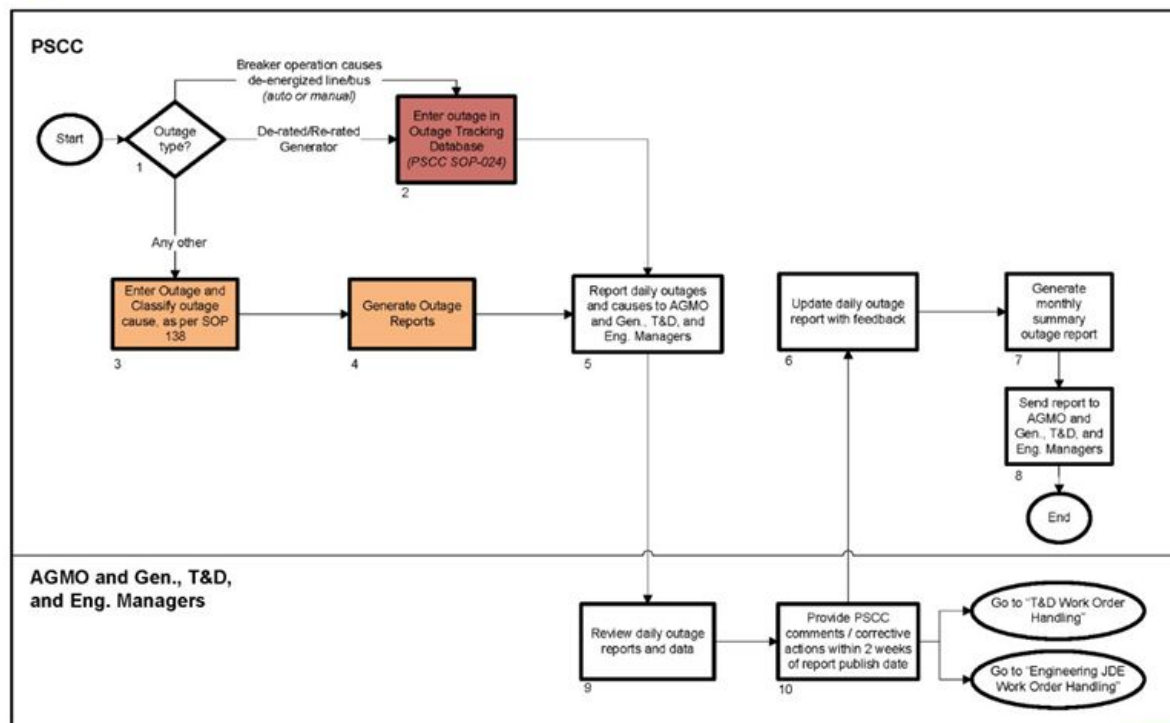 PSCC
Breaker operation causes
de-energized line/bus
(auto or manual)
Start
Outage
type?
1
De-rated/Re-rated
Generator
Enter outage in
Outage Tracking
Database
(PSCC SOP-024)
2
Any other
Enter Outage and
Classify outage
cause, as per SOP
138
3
Generate Outage
Reports
4
Report daily outages
and causes to AGMO
and Gen., T&D, and
Eng. Managers
5
Update daily outage
report with feedback
6
Generate
monthly
summary
outage report
7
Send report to
AGMO and
Gen., T&D, and
Eng. Managers
8
End
AGMO and Gen., T&D,
and Eng. Managers
Review daily outage
reports and data
9
Provide PSCC
comments / corrective
actions within 2 weeks
of report publish date
10
Go to “T&D Work Order
Handling”
Go to “Engineering JDE
Work Order Handling”